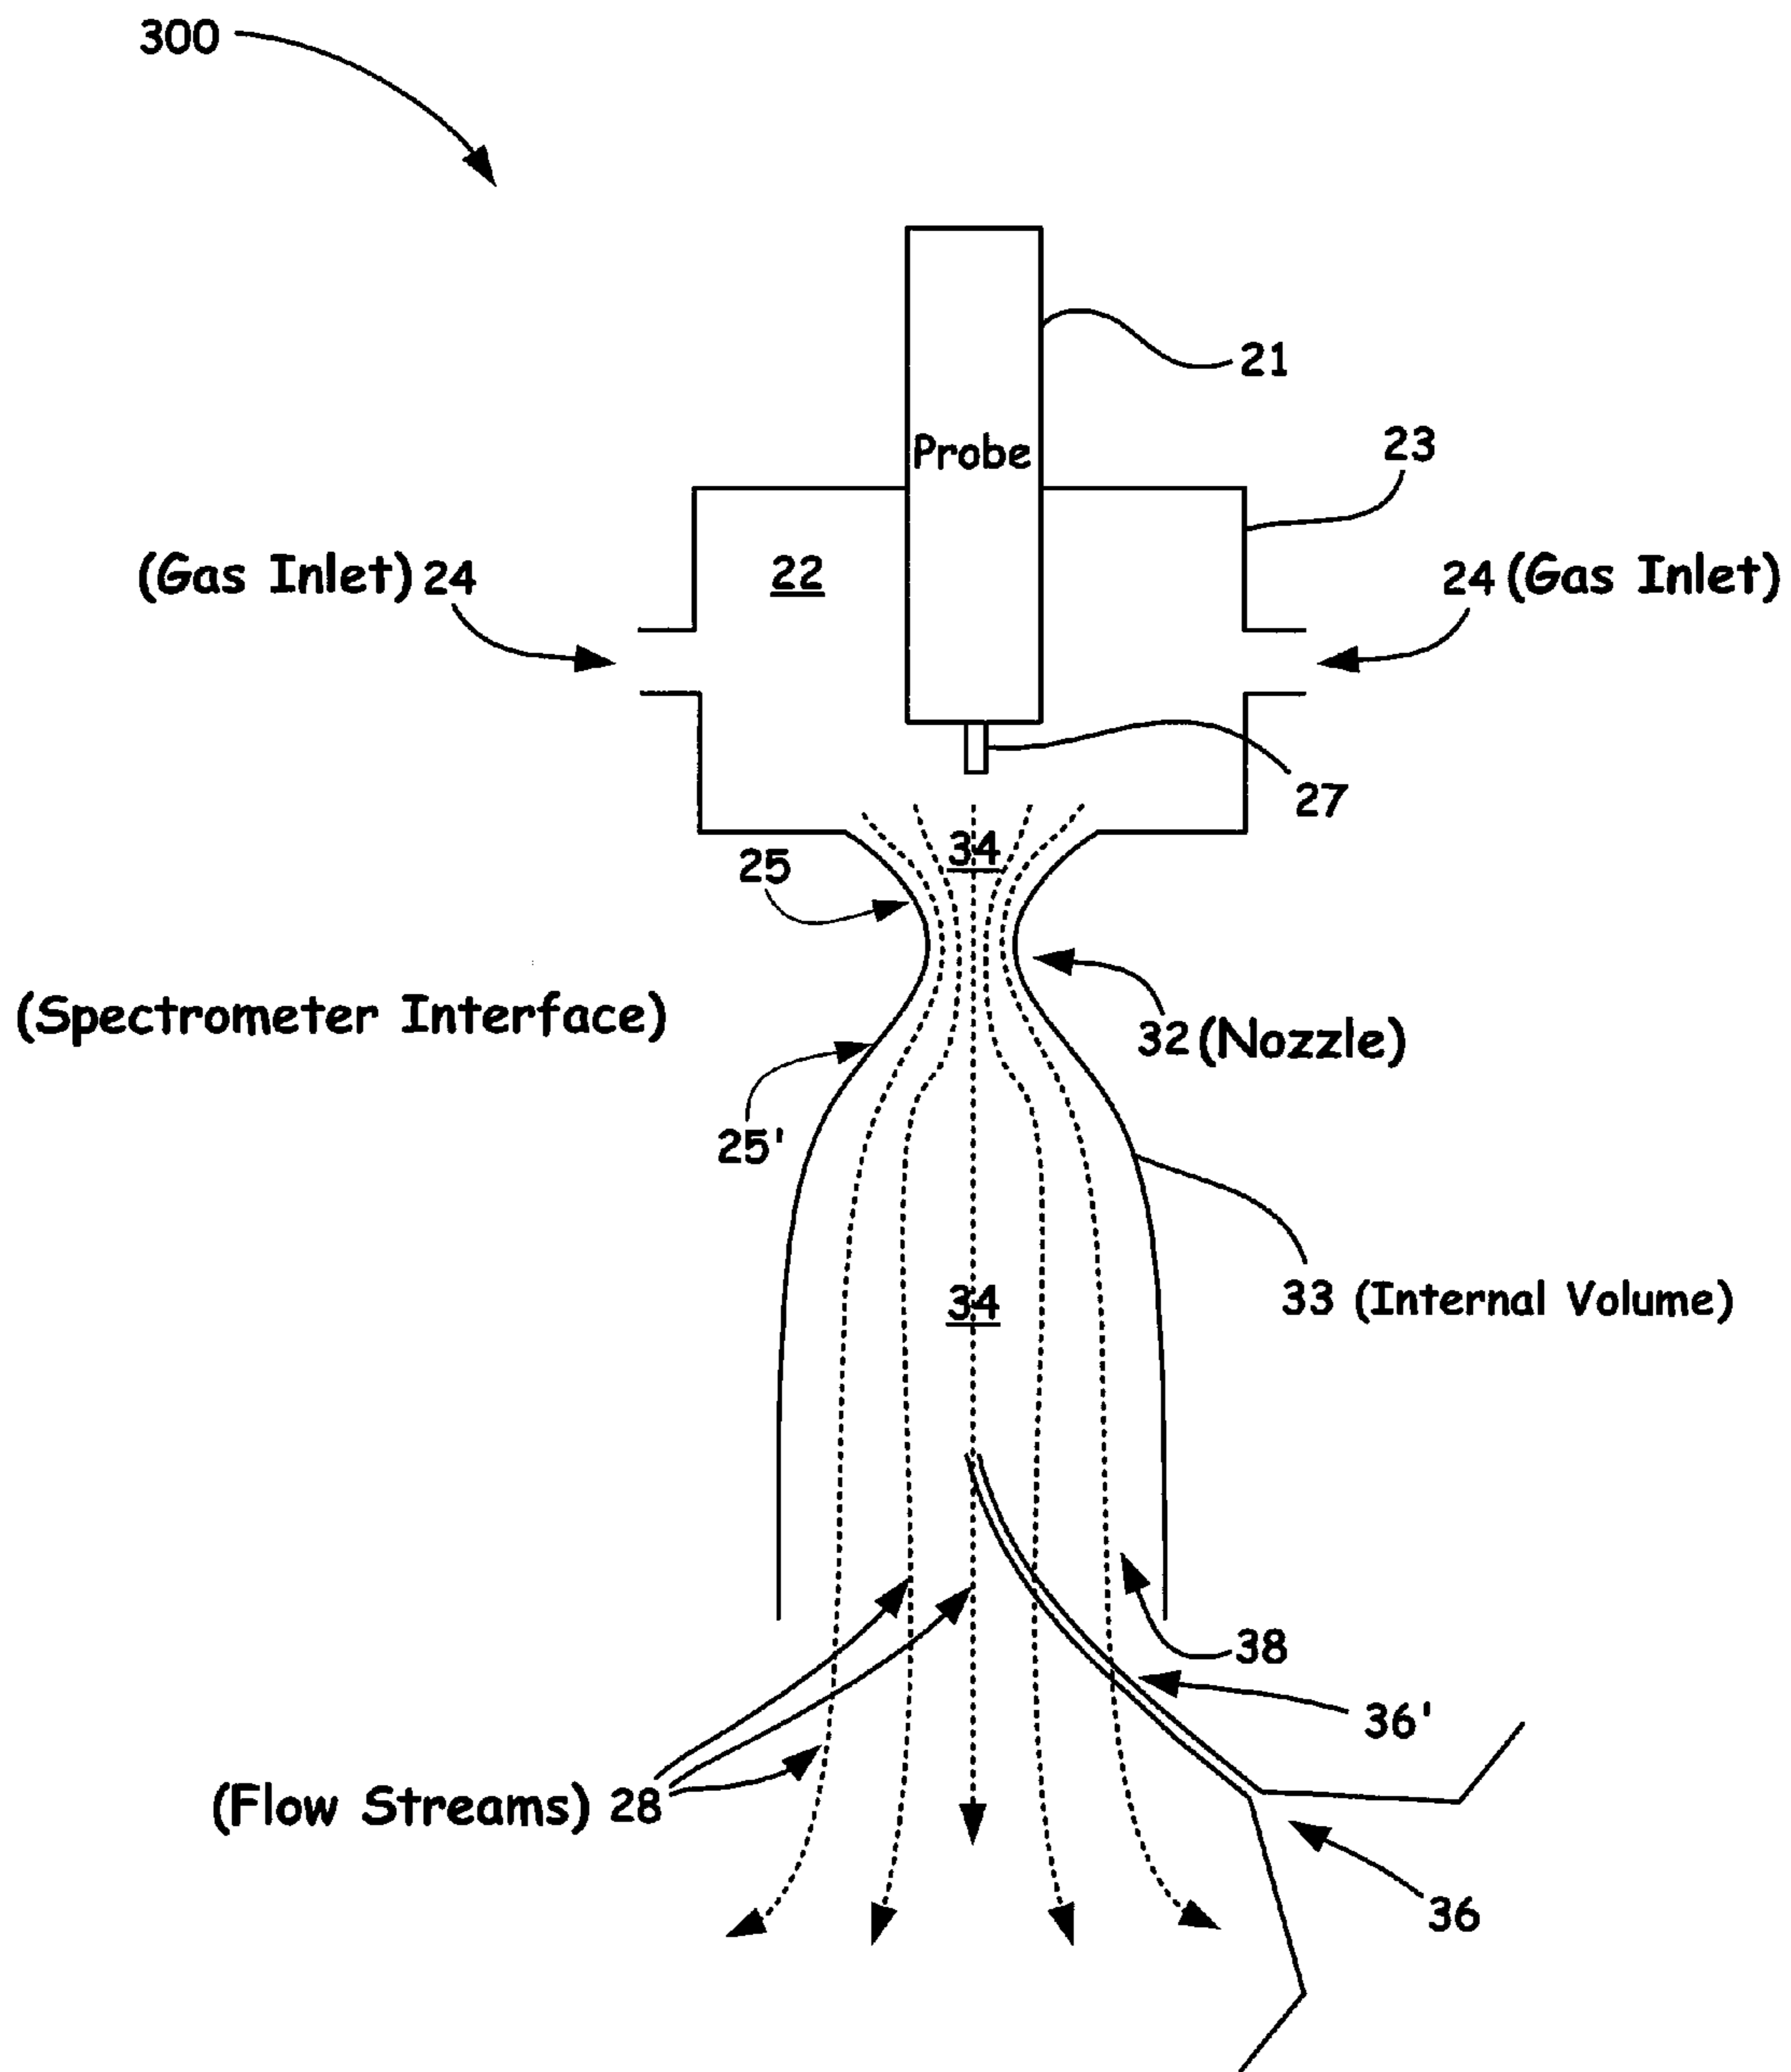 300
21
Probe
23
(Gas Inlet) 24
22
24 (Gas Inlet)
27
34
25
(Spectrometer Interface)
32 (Nozzle)
25'
33 (Internal Volume)
34
38
36'
(Flow Streams) 28
36